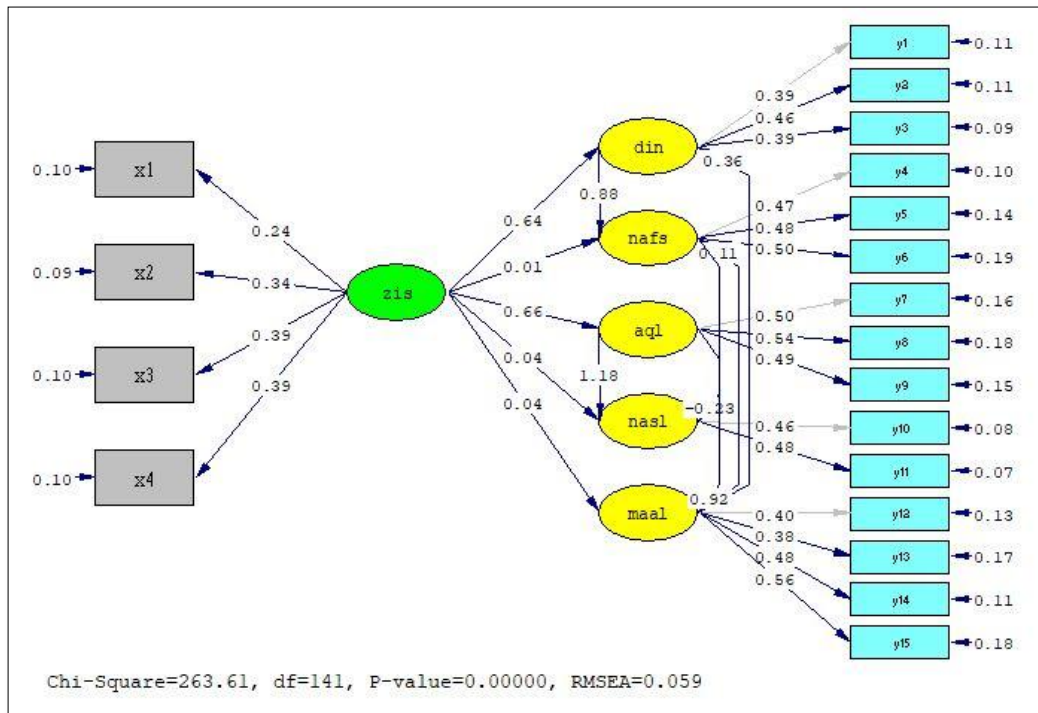 y1
0.11
y2
0.11
0.39
0.46
y3
0.09
0.39
din
0.36
y4
0.10
0.10
x1
0.88
0.47
y5
0.14
0.48
0.64
0.24
nafs
0.50
y6
0.19
0.11
0.01
0.09
x2
0.34
zis
0.66
aql
0.50
y7
0.16
0.54
y8
0.18
0.49
0.04
1.18
y9
0.15
0.10
x3
0.39
0.39
0.04
nasl
-0.23
0.46
y10
0.08
0.48
y11
0.07
0.10
x4
maal
0.92
0.40
y12
0.13
0.38
y13
0.17
0.48
0.56
y14
0.11
y15
0.18
Chi-Square=263.61, df=141, P-value=0.00000, RMSEA=0.059